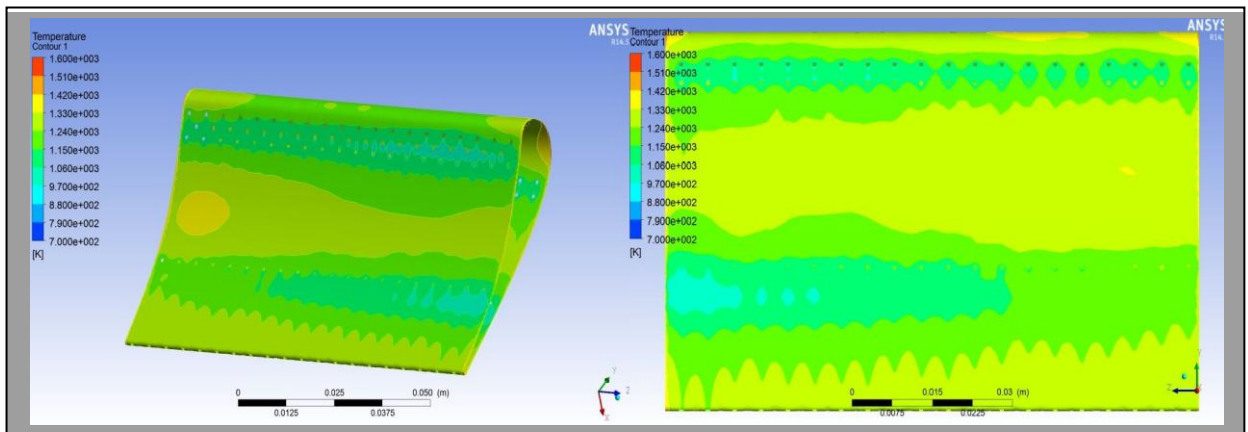 Temperature
Contour 1
1.600e+003
1.510e+003
1.420e+003
1.330e+003
1.240e+003
1.150e+003
1.060e+003
9.700e+002
8.800e+002
7.900e+002
7.000e+002
[K]
ANSYS
R14.5
0
0.025
0.050 (m)
0.0125
0.0375
Y
Z
X
Temperature
Contour 1
1.600e+003
1.510e+003
1.420e+003
1.330e+003
1.240e+003
1.150e+003
1.060e+003
9.700e+002
8.800e+002
7.900e+002
7.000e+002
[K]
ANSYS
R14.5
0
0.015
0.03 (m)
0.0075
0.0225
Y
Z